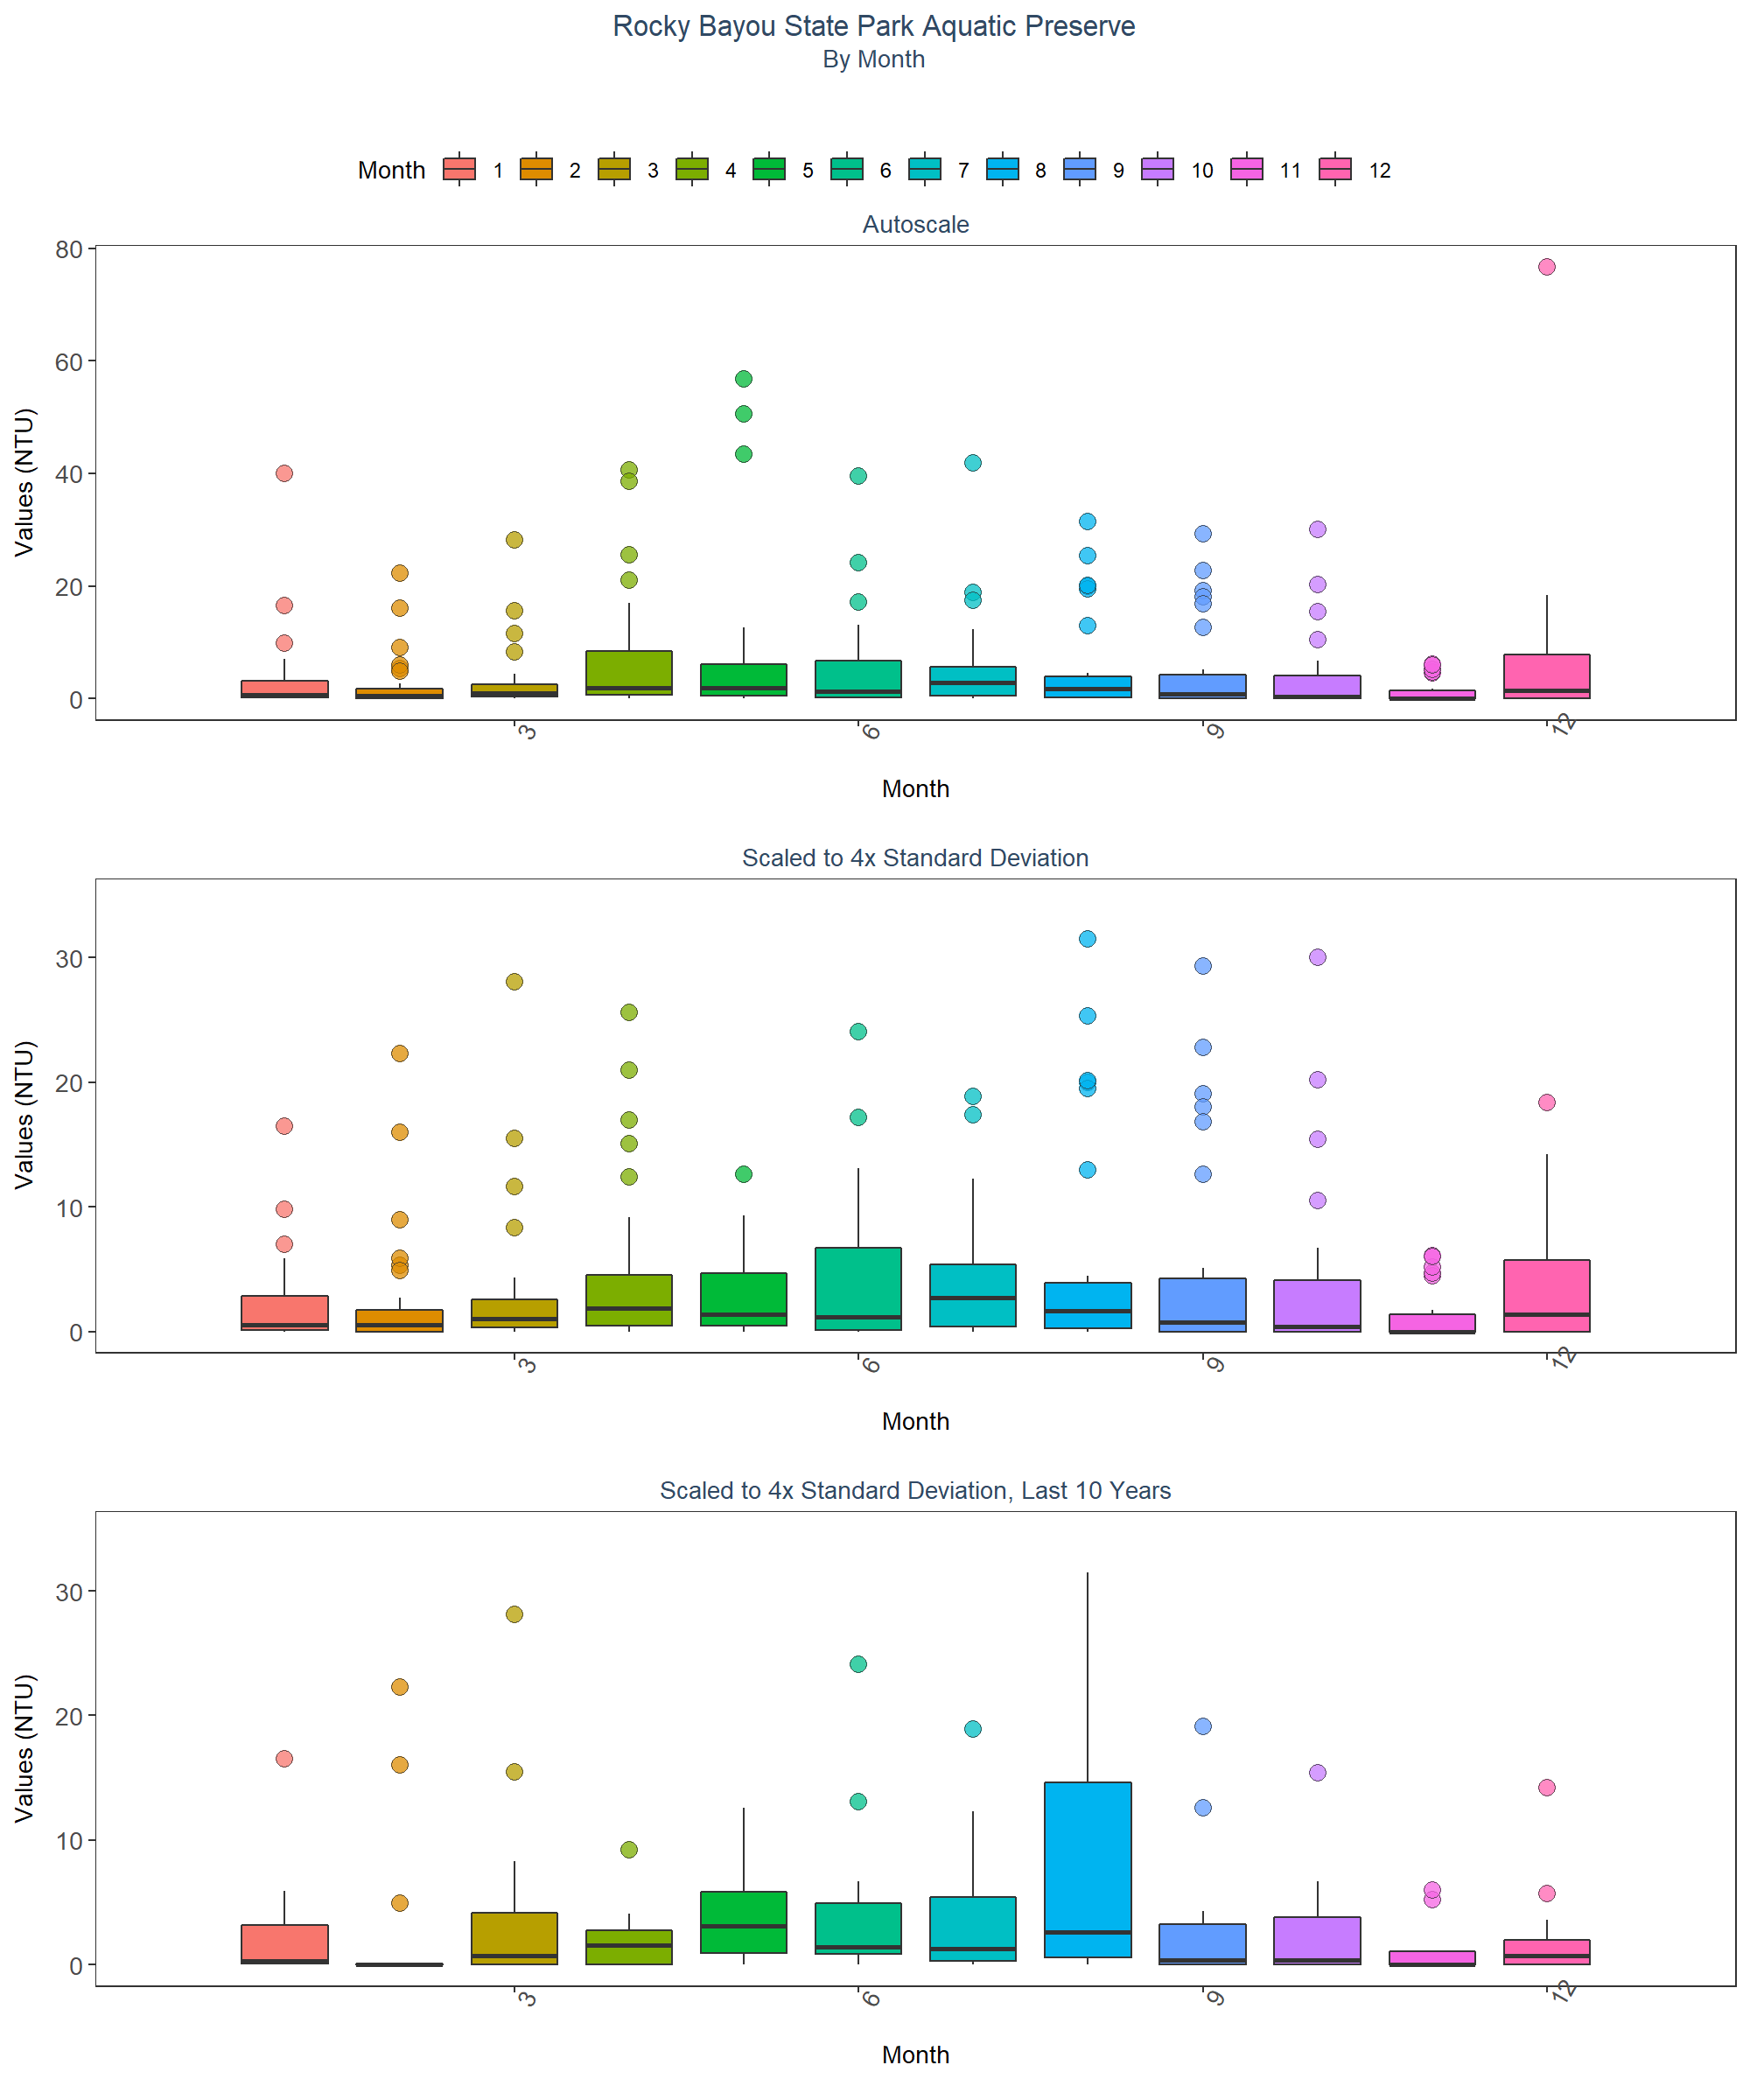 Rocky Bayou State Park Aquatic Preserve
By Month
Month 1 2 3 4 5 6 7 8 9 10 11 12
Autoscale
Values (NTU)
80
60
40
20
0
3 6 9 12
Month
Scaled to 4x Standard Deviation
Values (NTU)
30
20
10
0
3 6 9 12
Month
Scaled to 4x Standard Deviation, Last 10 Years
Values (NTU)
30
20
10
0
3 6 9 12
Month